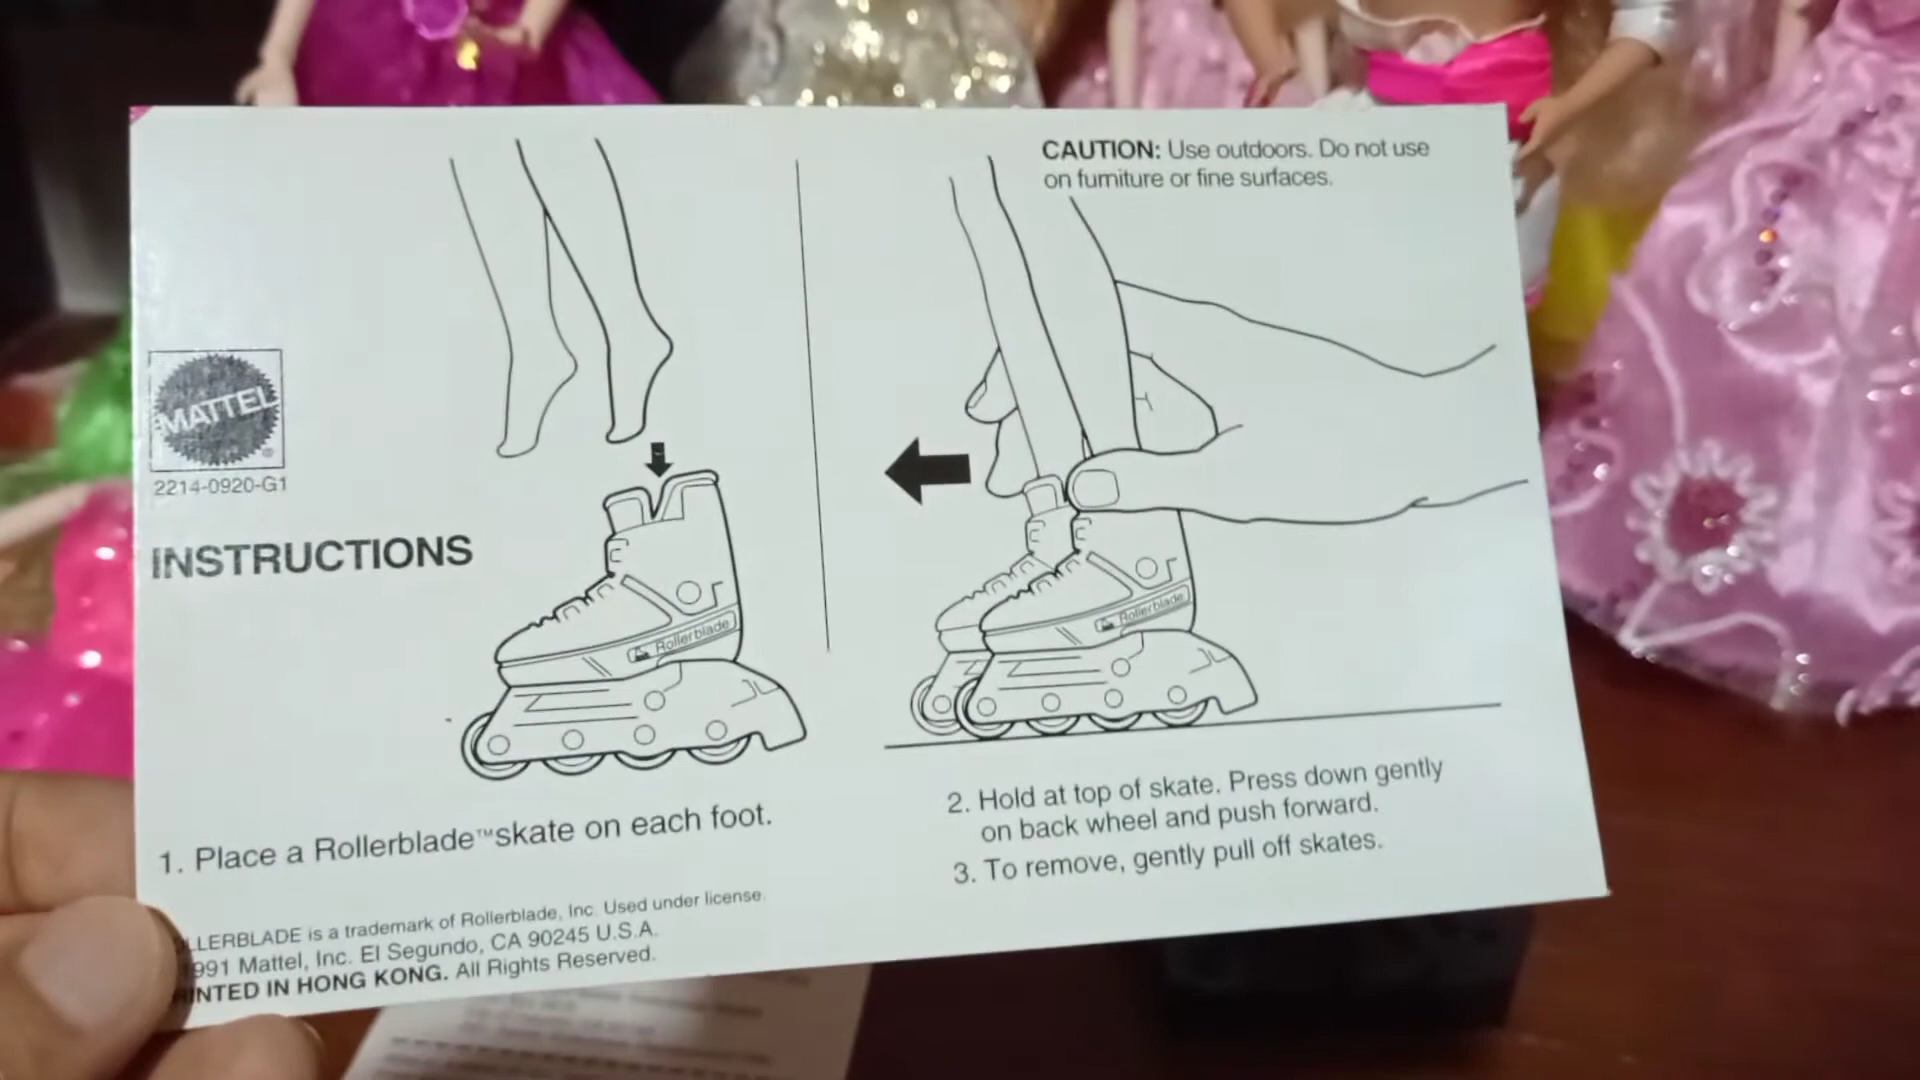 CAUTION: Use outdoors. Do not use
on furniture or fine surfaces.
MATTEL
®
2214-0920-G1
INSTRUCTIONS
Rollerblade
Rollerblade
1. Place a Rollerblade™ skate on each foot.
2. Hold at top of skate. Press down gently
on back wheel and push forward.
3. To remove, gently pull off skates.
LLERBLADE is a trademark of Rollerblade, Inc. Used under license.
991 Mattel, Inc. El Segundo, CA 90245 U.S.A.
INTED IN HONG KONG. All Rights Reserved.